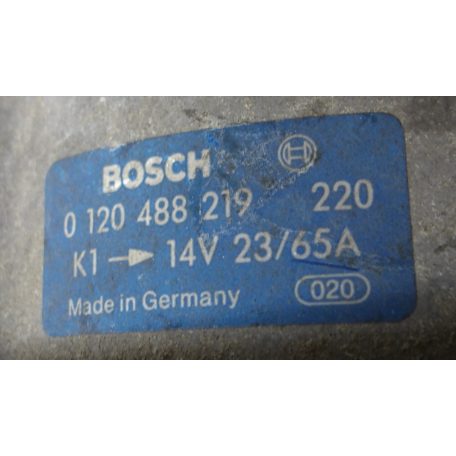 BOSCH
0 120 488 219 220
K1 → 14V 23/65A
Made in Germany 020